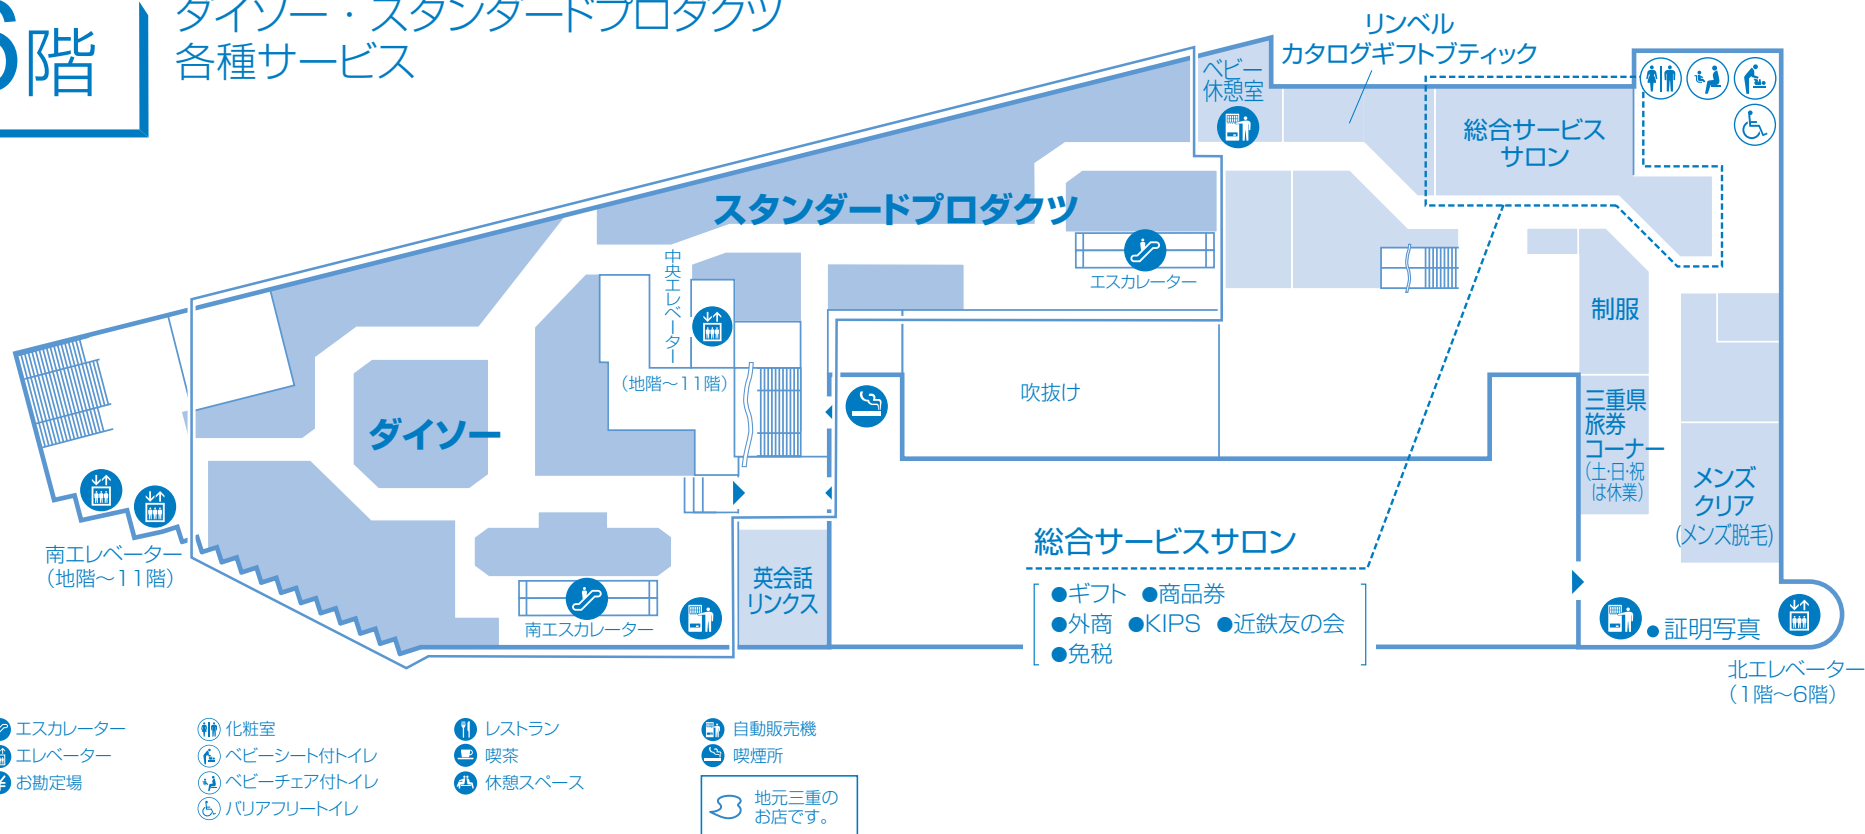 6階
ダイソー・スタンダードプロダクツ
各種サービス
リンベル
カタログギフトブティック
ベビー
休憩室
総合サービス
サロン
スタンダードプロダクツ
エスカレーター
中央エレベーター
（地階～11階）
吹抜け
制服
三重県
旅券
コーナー
(土・日・祝
は休業)
メンズ
クリア
(メンズ脱毛)
ダイソー
南エレベーター
（地階～11階）
南エスカレーター
英会話
リンクス
総合サービスサロン
●ギフト ●商品券
●外商 ●KIPS ●近鉄友の会
●免税
●証明写真
北エレベーター
（1階～6階）
エスカレーター
エレベーター
お勘定場
化粧室
ベビーシート付トイレ
ベビーチェア付トイレ
バリアフリートイレ
レストラン
喫茶
休憩スペース
自動販売機
喫煙所
地元三重の
お店です。